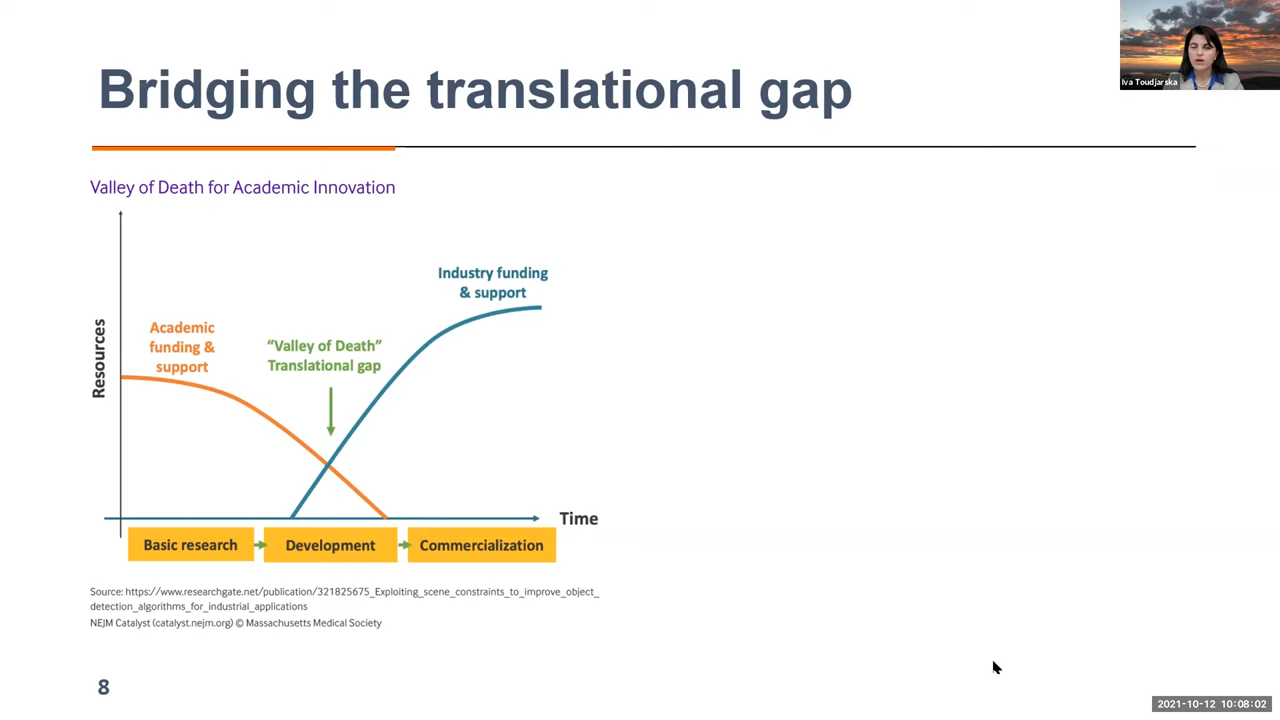 Bridging the translational gap
Iva Toudjarska
Valley of Death for Academic Innovation
Resources
Academic
funding &
support
"Valley of Death"
Translational gap
Industry funding
& support
Time
Basic research
Development
Commercialization
Source: https://www.researchgate.net/publication/321825675_Exploiting_scene_constraints_to_improve_object_
detection_algorithms_for_industrial_applications
NEJM Catalyst (catalyst.nejm.org) © Massachusetts Medical Society
8
2021-10-12 10:08:02